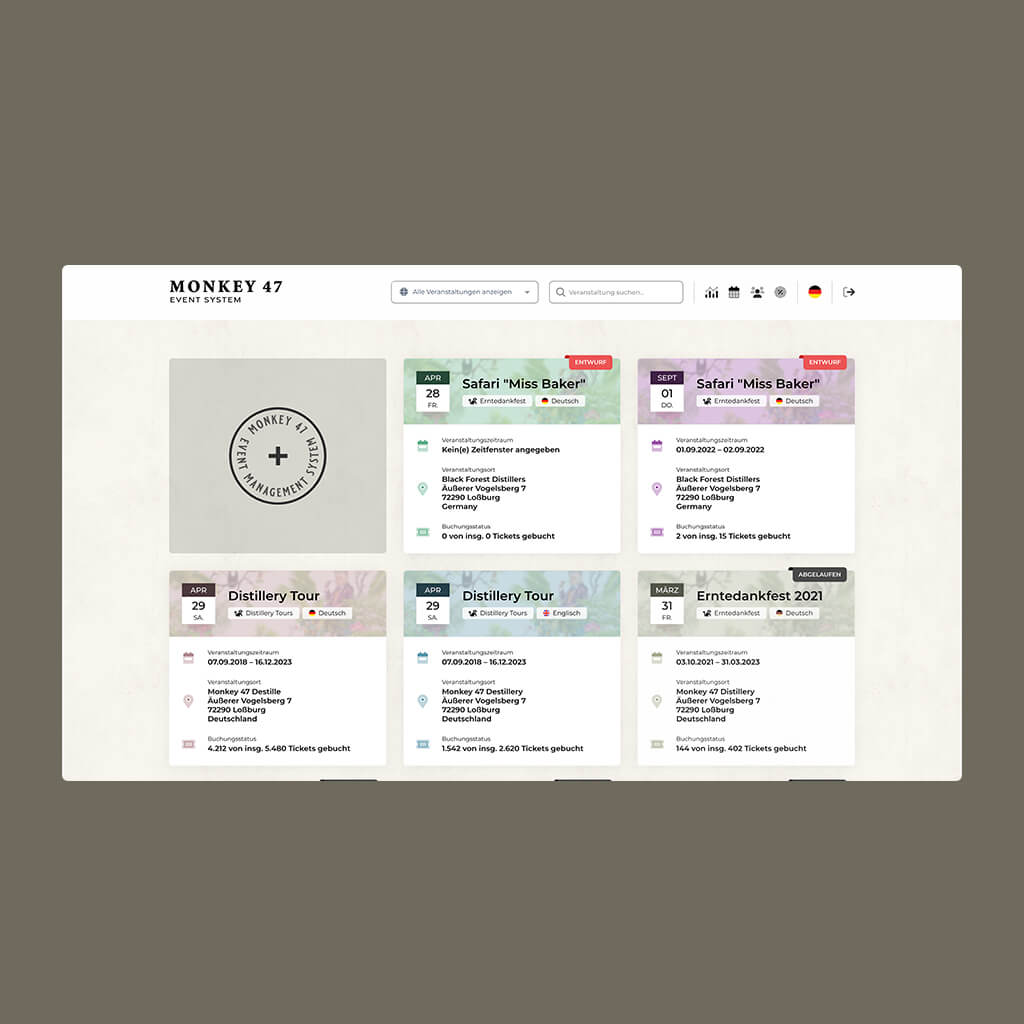 MONKEY 47
EVENT SYSTEM
Alle Veranstaltungen anzeigen
Veranstaltung suchen...
MONKEY 47
EVENT MANAGEMENT SYSTEM
ENTWURF
APR
28
FR.
Safari "Miss Baker"
Erntedankfest
Deutsch
Veranstaltungszeitraum
Kein(e) Zeitfenster angegeben
Veranstaltungsort
Black Forest Distillers
Äußerer Vogelsberg 7
72290 Loßburg
Germany
Buchungsstatus
0 von insg. 0 Tickets gebucht
ENTWURF
SEPT
01
DO.
Safari "Miss Baker"
Erntedankfest
Deutsch
Veranstaltungszeitraum
01.09.2022 – 02.09.2022
Veranstaltungsort
Black Forest Distillers
Äußerer Vogelsberg 7
72290 Loßburg
Germany
Buchungsstatus
2 von insg. 15 Tickets gebucht
APR
29
SA.
Distillery Tour
Distillery Tours
Deutsch
Veranstaltungszeitraum
07.09.2018 – 16.12.2023
Veranstaltungsort
Monkey 47 Destille
Äußerer Vogelsberg 7
72290 Loßburg
Deutschland
Buchungsstatus
4.212 von insg. 5.480 Tickets gebucht
APR
29
SA.
Distillery Tour
Distillery Tours
Englisch
Veranstaltungszeitraum
07.09.2018 – 16.12.2023
Veranstaltungsort
Monkey 47 Destillery
Äußerer Vogelsberg 7
72290 Loßburg
Deutschland
Buchungsstatus
1.542 von insg. 2.620 Tickets gebucht
ABGELAUFEN
MÄRZ
31
FR.
Erntedankfest 2021
Erntedankfest
Deutsch
Veranstaltungszeitraum
03.10.2021 – 31.03.2023
Veranstaltungsort
Monkey 47 Distillery
Äußerer Vogelsberg 7
72290 Loßburg
Deutschland
Buchungsstatus
144 von insg. 402 Tickets gebucht